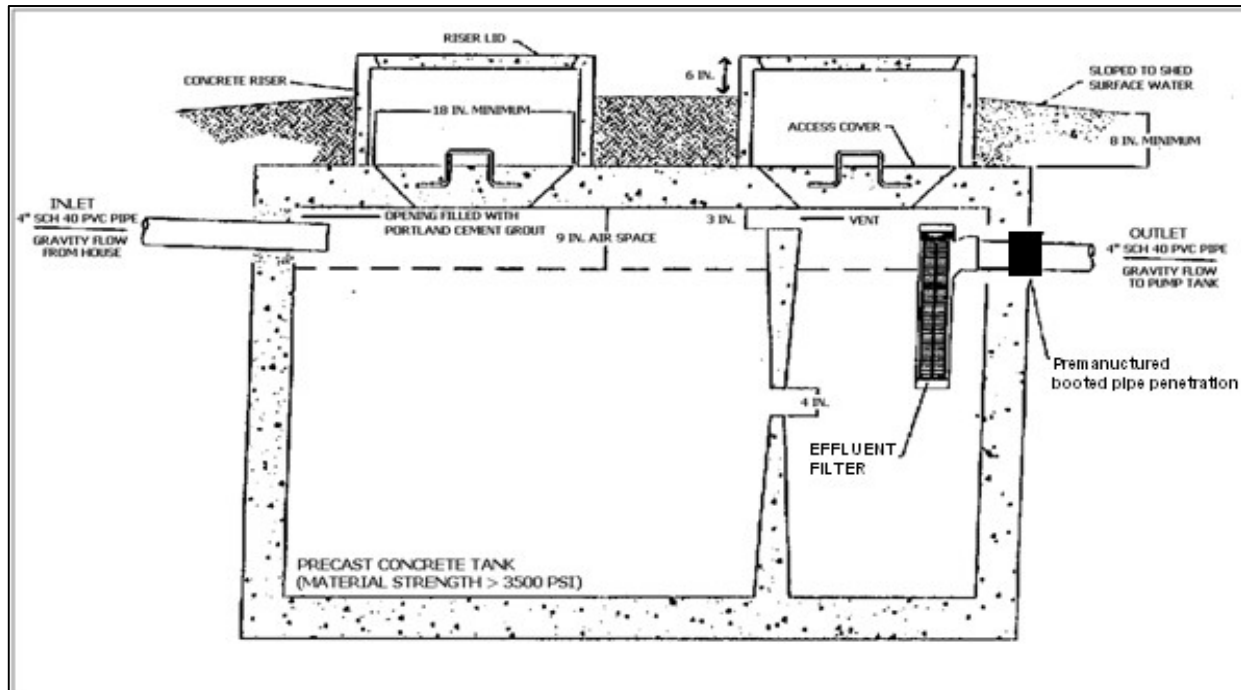 RISER LID
CONCRETE RISER
6 IN.
SLOPED TO SHED
SURFACE WATER
18 IN. MINIMUM
ACCESS COVER
8 IN. MINIMUM
INLET
4" SCH 40 PVC PIPE
GRAVITY FLOW
FROM HOUSE
OPENING FILLED WITH
PORTLAND CEMENT GROUT
9 IN. AIR SPACE
3 IN.
VENT
OUTLET
4" SCH 40 PVC PIPE
GRAVITY FLOW
TO PUMP TANK
Premanuctured
booted pipe penetration
4 IN.
EFFLUENT
FILTER
PRECAST CONCRETE TANK
(MATERIAL STRENGTH > 3500 PSI)